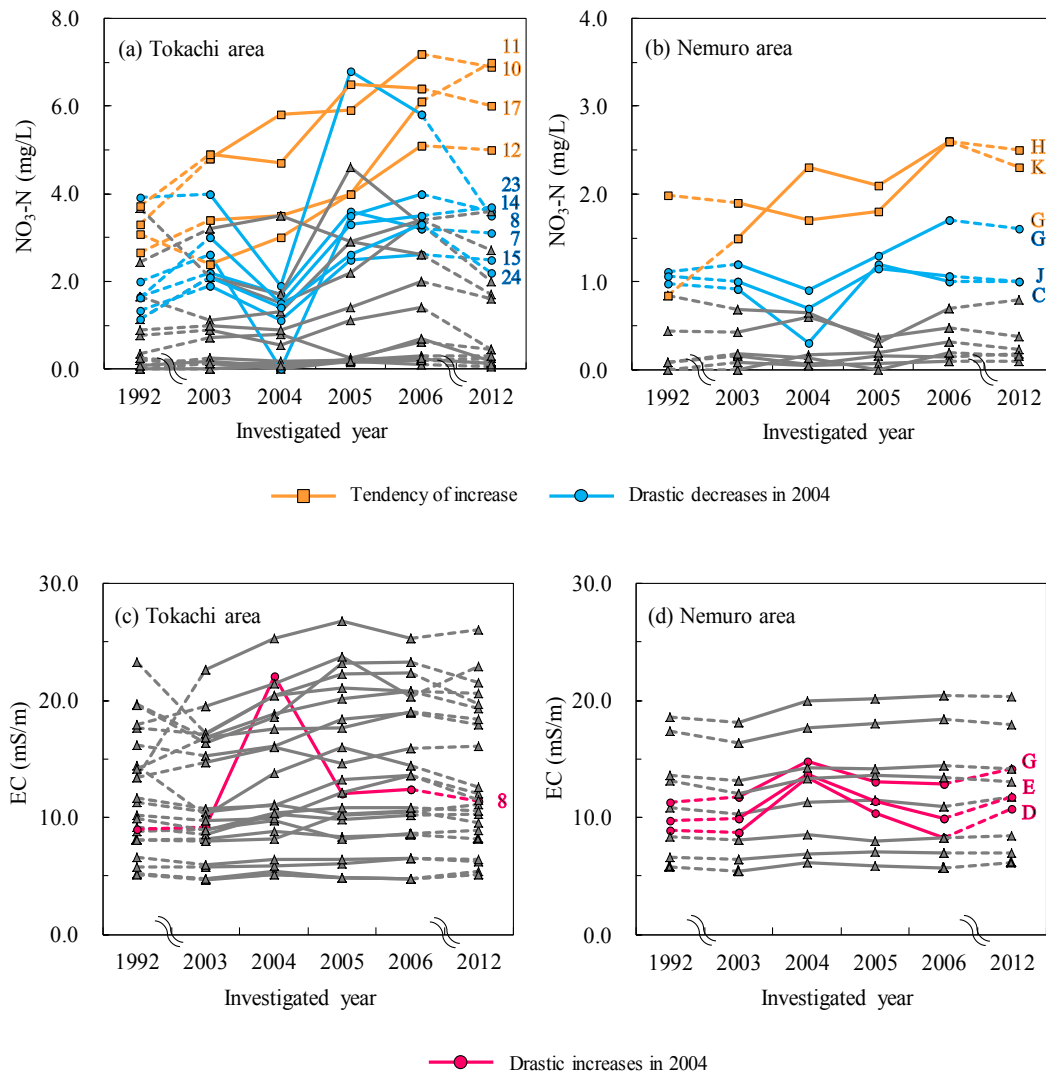 8.0
6.0
4.0
2.0
0.0
NO3-N (mg/L)
(a) Tokachi area
11
10
17
12
23
14
8
7
15
24
1992 2003 2004 2005 2006 2012
Investigated year
4.0
3.0
2.0
1.0
0.0
NO3-N (mg/L)
(b) Nemuro area
H
K
G
G
J
C
1992 2003 2004 2005 2006 2012
Investigated year
Tendency of increase Drastic decreases in 2004
30.0
20.0
10.0
0.0
EC (mS/m)
(c) Tokachi area
8
1992 2003 2004 2005 2006 2012
Investigated year
30.0
20.0
10.0
0.0
EC (mS/m)
(d) Nemuro area
G
E
D
1992 2003 2004 2005 2006 2012
Investigated year
Drastic increases in 2004